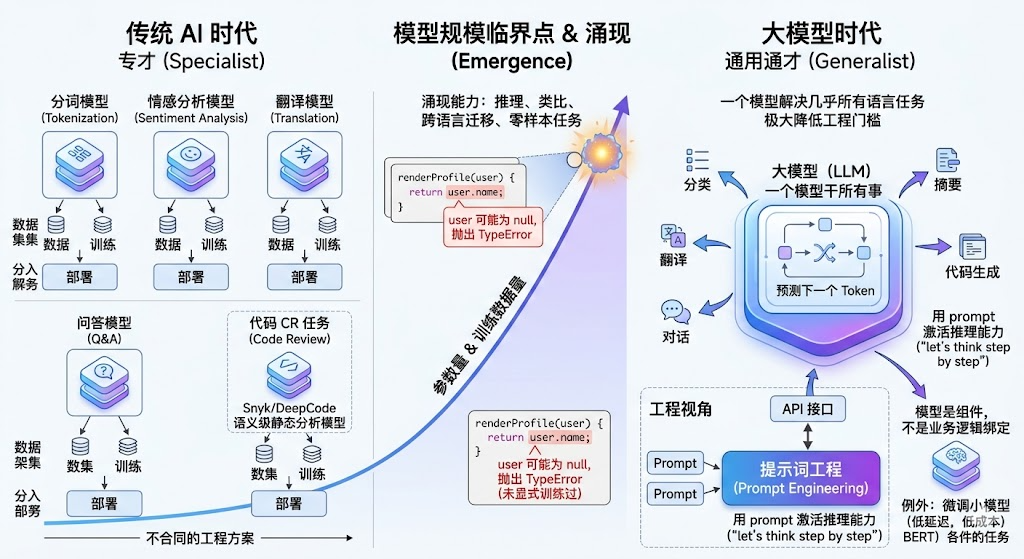 传统 AI 时代
专才 (Specialist)
分词模型
(Tokenization)
情感分析模型
(Sentiment Analysis)
翻译模型
(Translation)
数据
集集
数据
训练
数据
训练
数据
训练
分入
解务
部署
部署
部署
问答模型
(Q&A)
代码 CR 任务
(Code Review)
Snyk/DeepCode
语义级静态分析模型
数据
架集
数集
训练
数集
训练
分入
部务
部署
部署
不合同的工程方案
模型规模临界点 & 涌现
(Emergence)
涌现能力：推理、类比、
跨语言迁移、零样本任务
renderProfile(user) {
return user.name;
}
user 可能为 null,
抛出 TypeError
参数量 & 训练数据量
renderProfile(user) {
return user.name;
}
user 可能为 null,
抛出 TypeError
(未显式训练过)
大模型时代
通用通才 (Generalist)
一个模型解决几乎所有语言任务
极大降低工程门槛
大模型（LLM）
一个模型干所有事
分类
摘要
翻译
文
A
代码生成
对话
预测下一个 Token
用 prompt
激活推理能力
(“let's think step
by step”)
工程视角
API 接口
Prompt
Prompt
提示词工程
(Prompt Engineering)
用 prompt 激活推理能力
(“let's think step by step”)
模型是组件，
不是业务逻辑绑定
例外：微调小模型
(低延迟，低成本)
BERT）各件的任务